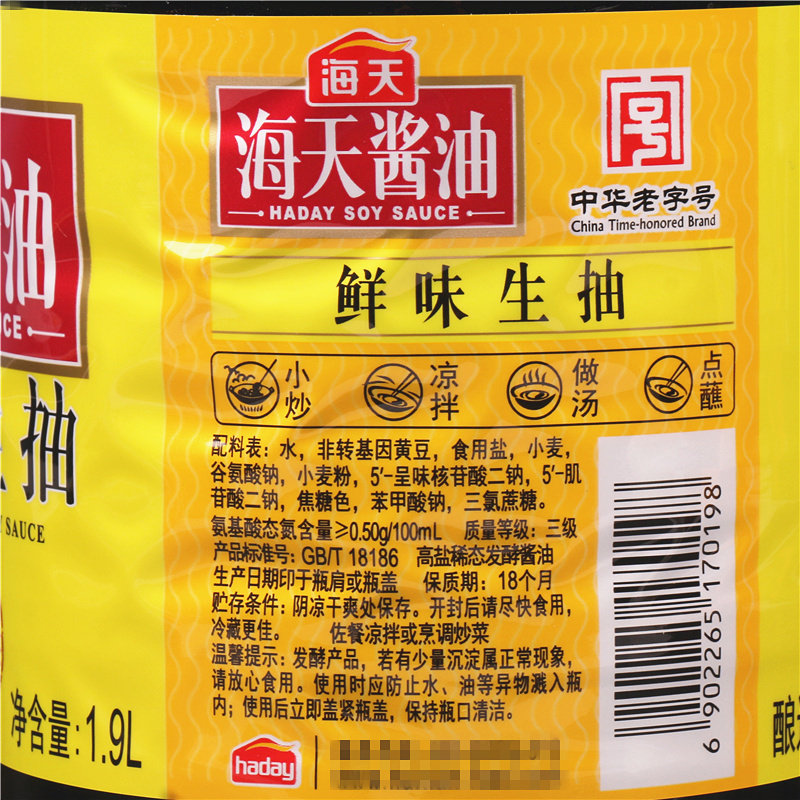 海天
海天酱油
HADAY SOY SAUCE
中华老字号
China Time-honored Brand
鲜味生抽
小炒
凉拌
做汤
点蘸
配料表：水，非转基因黄豆，食用盐，小麦，
谷氨酸钠，小麦粉，5′-呈味核苷酸二钠，5′-肌
苷酸二钠，焦糖色，苯甲酸钠，三氯蔗糖。
氨基酸态氮含量≥0.50g/100mL 质量等级：三级
产品标准号：GB/T 18186 高盐稀态发酵酱油
生产日期印于瓶肩或瓶盖 保质期：18个月
贮存条件：阴凉干爽处保存。开封后请尽快食用，
冷藏更佳。 佐餐凉拌或烹调炒菜
温馨提示：发酵产品，若有少量沉淀属正常现象，
请放心食用。使用时应防止水、油等异物溅入瓶
内；使用后立即盖紧瓶盖，保持瓶口清洁。
haday
6902265170198
油
UCE
抽
SAUCE
净含量：1.9L
酿